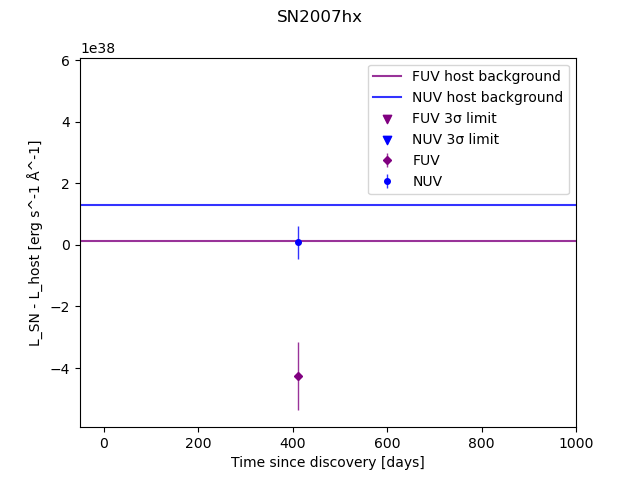 SN2007hx
1e38
6
4
2
0
−2
−4
L_SN - L_host [erg s^-1 Å^-1]
FUV host background
NUV host background
FUV 3σ limit
NUV 3σ limit
FUV
NUV
0 200 400 600 800 1000
Time since discovery [days]